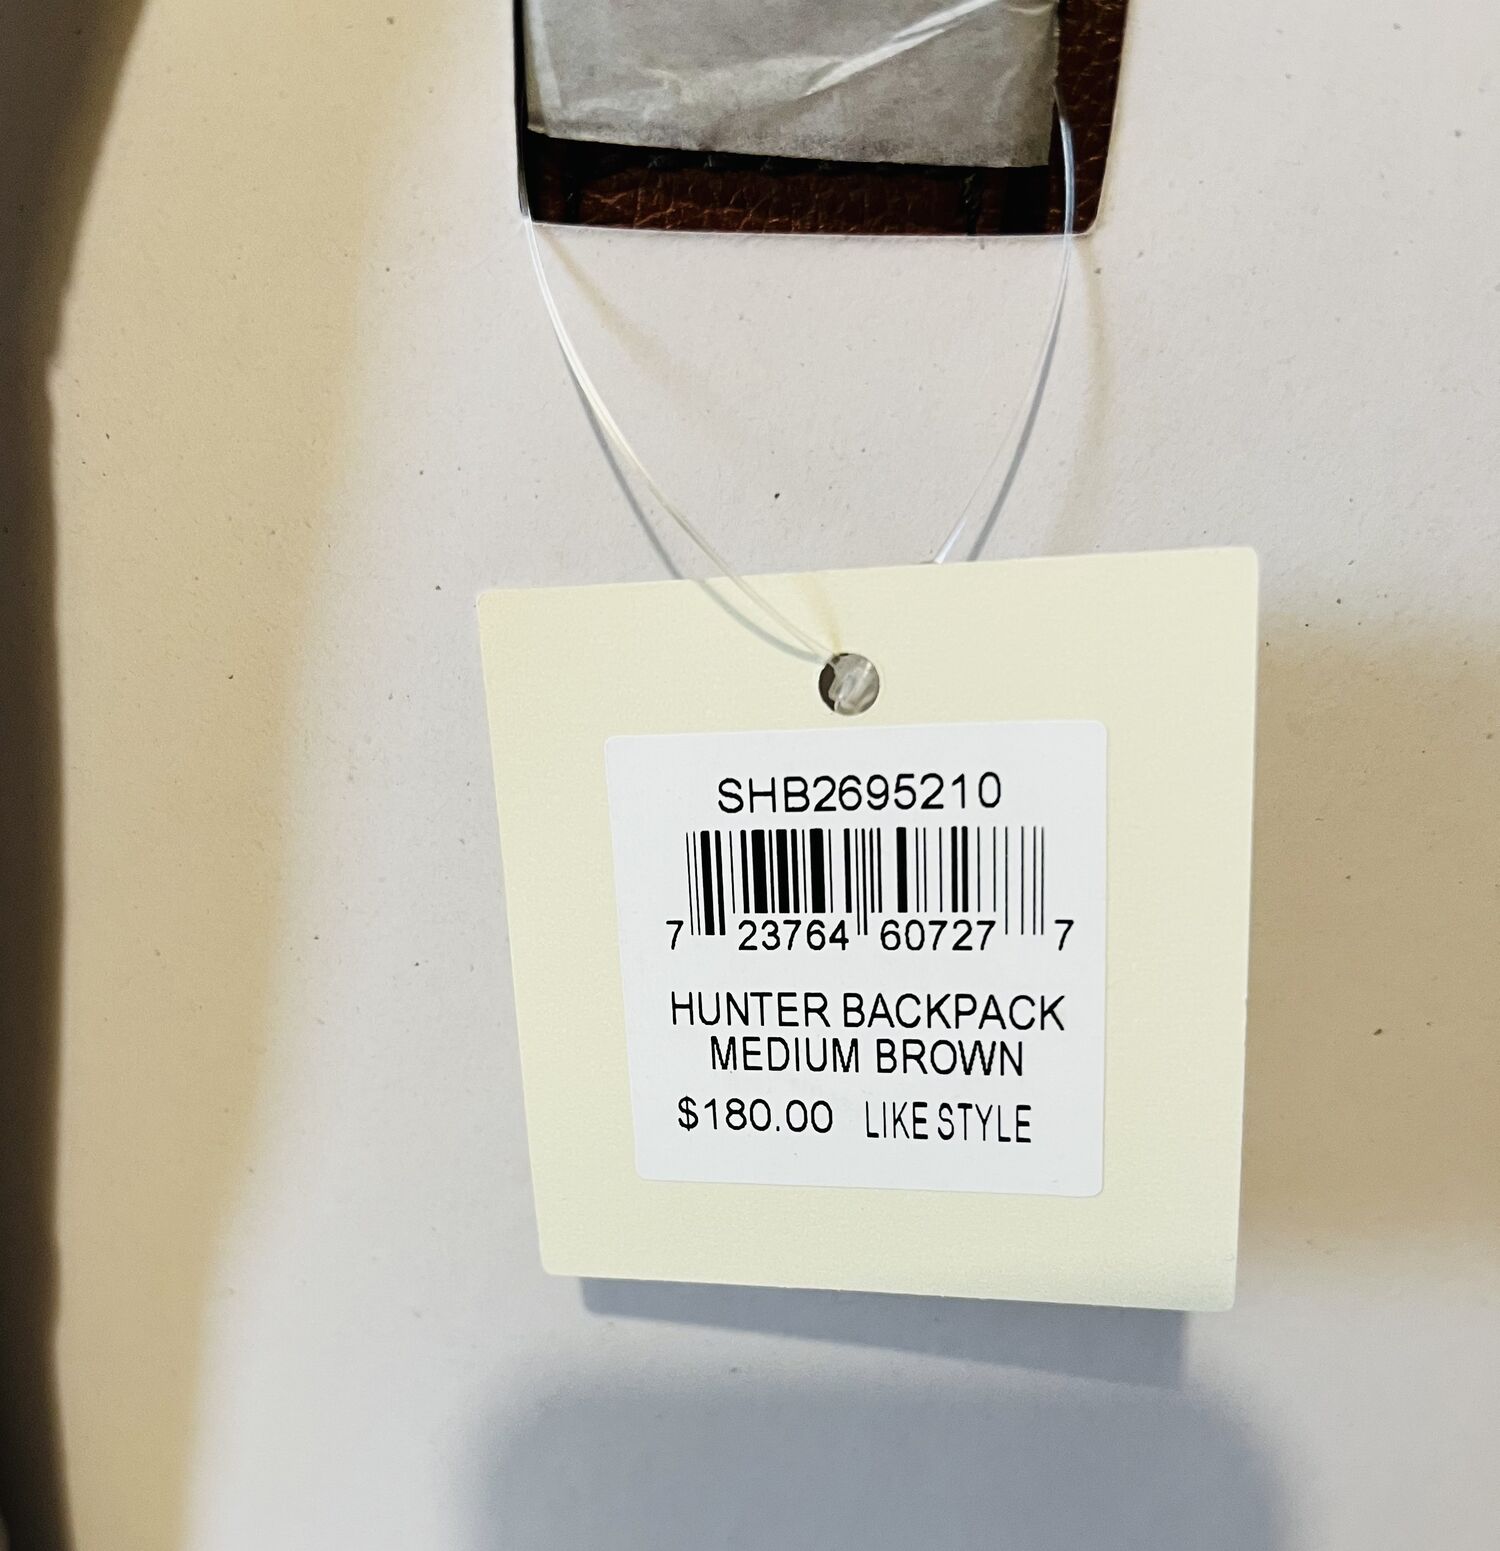 SHB2695210
7 23764 60727 7
HUNTER BACKPACK
MEDIUM BROWN
$180.00 LIKE STYLE